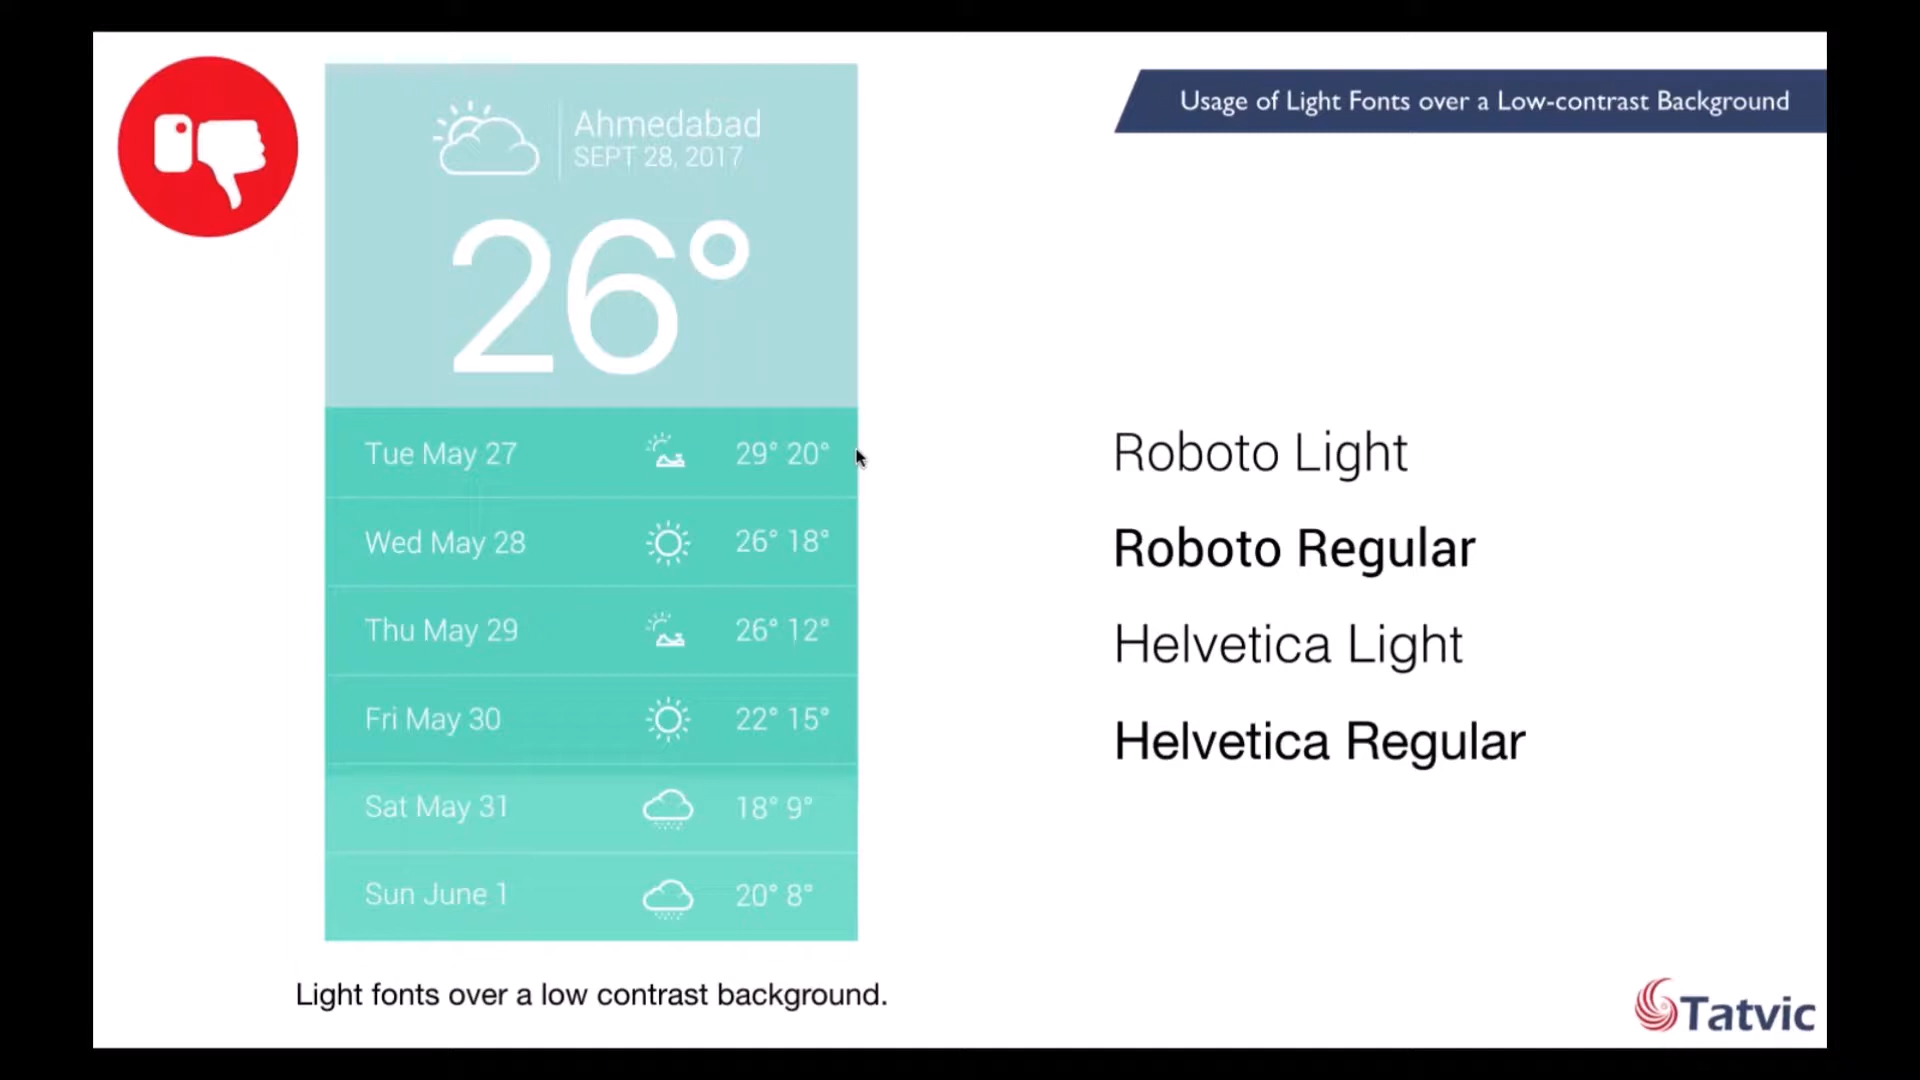 Usage of Light Fonts over a Low-contrast Background
Ahmedabad
SEPT 28, 2017
26°
Tue May 27 29° 20°
Wed May 28 26° 18°
Thu May 29 26° 12°
Fri May 30 22° 15°
Sat May 31 18° 9°
Sun June 1 20° 8°
Light fonts over a low contrast background.
Roboto Light
Roboto Regular
Helvetica Light
Helvetica Regular
Tatvic